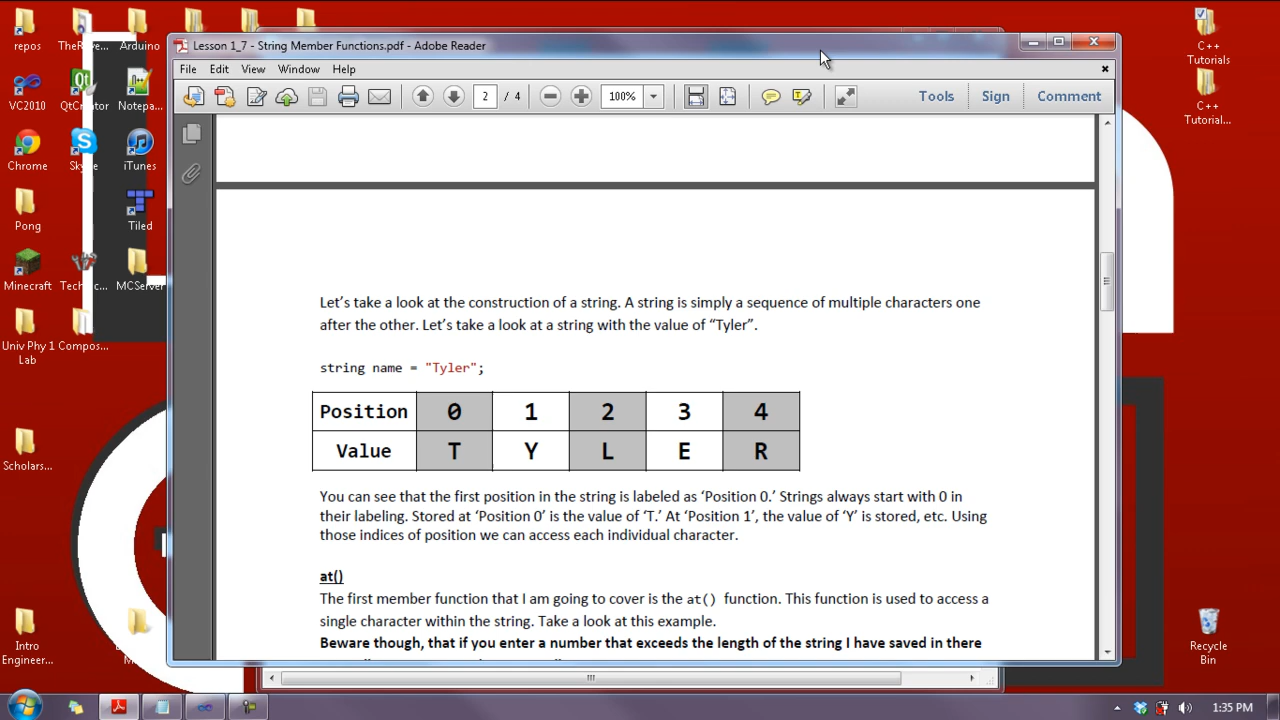 repos
TheReve...
Arduino
C++
Tutorials
Lesson 1_7 - String Member Functions.pdf - Adobe Reader
File Edit View Window Help
VC2010
QtCreator
Notepa...
C++
Tutorial...
2 / 4
100%
Tools
Sign
Comment
Chrome
Skype
iTunes
Pong
Tiled
Minecraft
Technic...
MCServer
Univ Phy 1
Lab
Compos...
Let's take a look at the construction of a string. A string is simply a sequence of multiple characters one
after the other. Let's take a look at a string with the value of “Tyler”.
string name = "Tyler";
Position 0 1 2 3 4
Value T Y L E R
Scholars...
You can see that the first position in the string is labeled as ‘Position 0.’ Strings always start with 0 in
their labeling. Stored at ‘Position 0’ is the value of ‘T.’ At ‘Position 1’, the value of ‘Y’ is stored, etc. Using
those indices of position we can access each individual character.
at()
The first member function that I am going to cover is the at() function. This function is used to access a
single character within the string. Take a look at this example.
Beware though, that if you enter a number that exceeds the length of the string I have saved in there
Intro
Engineer...
Recycle
Bin
1:35 PM